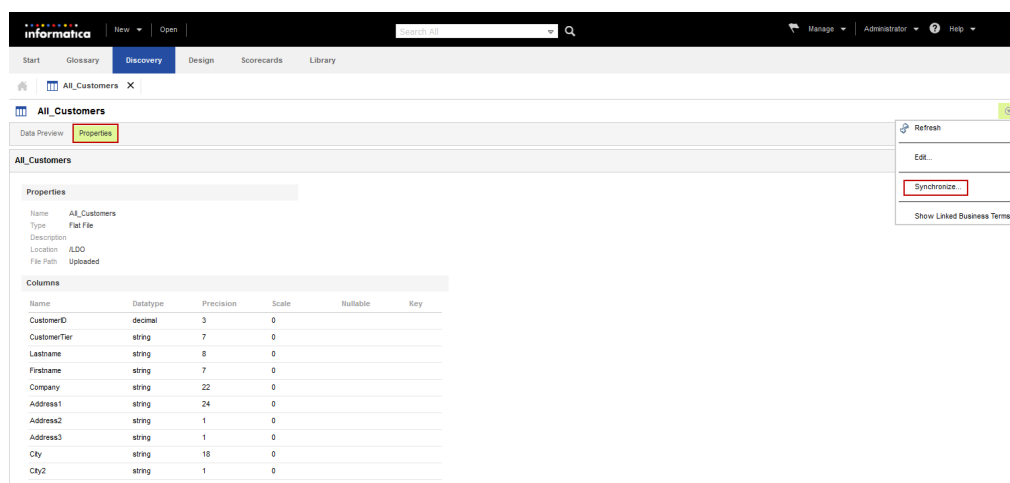 informatica New Open Search All Manage Administrator Help
Start Glossary Discovery Design Scorecards Library
All_Customers X
All_Customers
Data Preview Properties
Refresh
Edit...
Synchronize...
Show Linked Business Terms
All_Customers
Properties
Name All_Customers
Type Flat File
Description
Location /LDO
File Path Uploaded
Columns
Name Datatype Precision Scale Nullable Key
CustomerID decimal 3 0
CustomerTier string 7 0
Lastname string 8 0
Firstname string 7 0
Company string 22 0
Address1 string 24 0
Address2 string 1 0
Address3 string 1 0
City string 18 0
City2 string 1 0